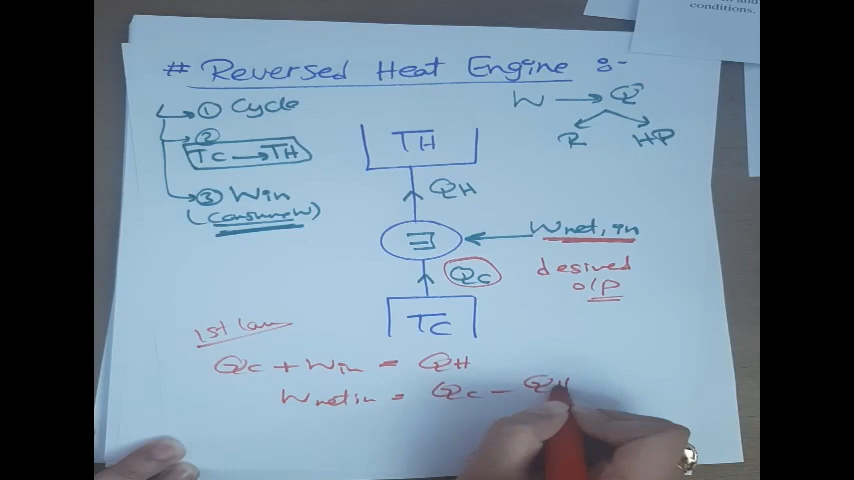 conditions.
# Reversed Heat Engine :-
① Cycle
② TC → TH
③ Win
(consume W)
W → Q
R HP
TH
QH
E
Wnet, in
QC
desired
o/p
TC
1st law
QC + Win = QH
Wnet in = QC - QH